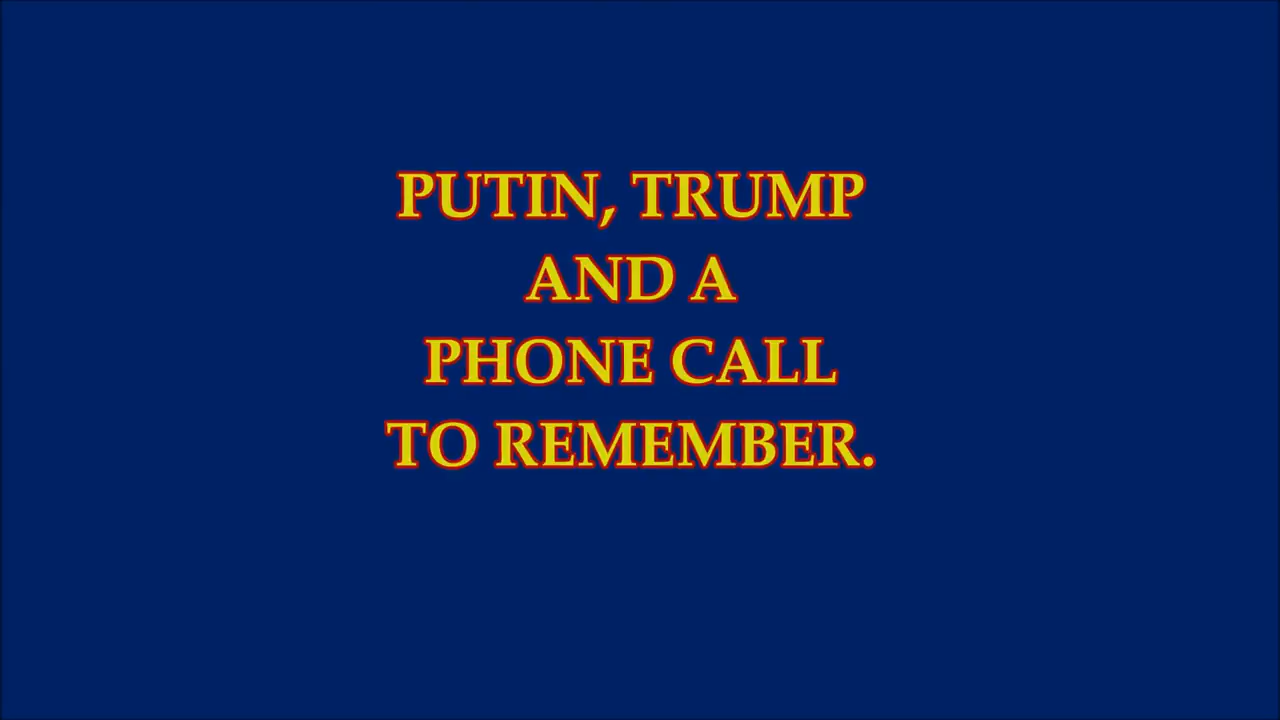 PUTIN, TRUMP
AND A
PHONE CALL
TO REMEMBER.